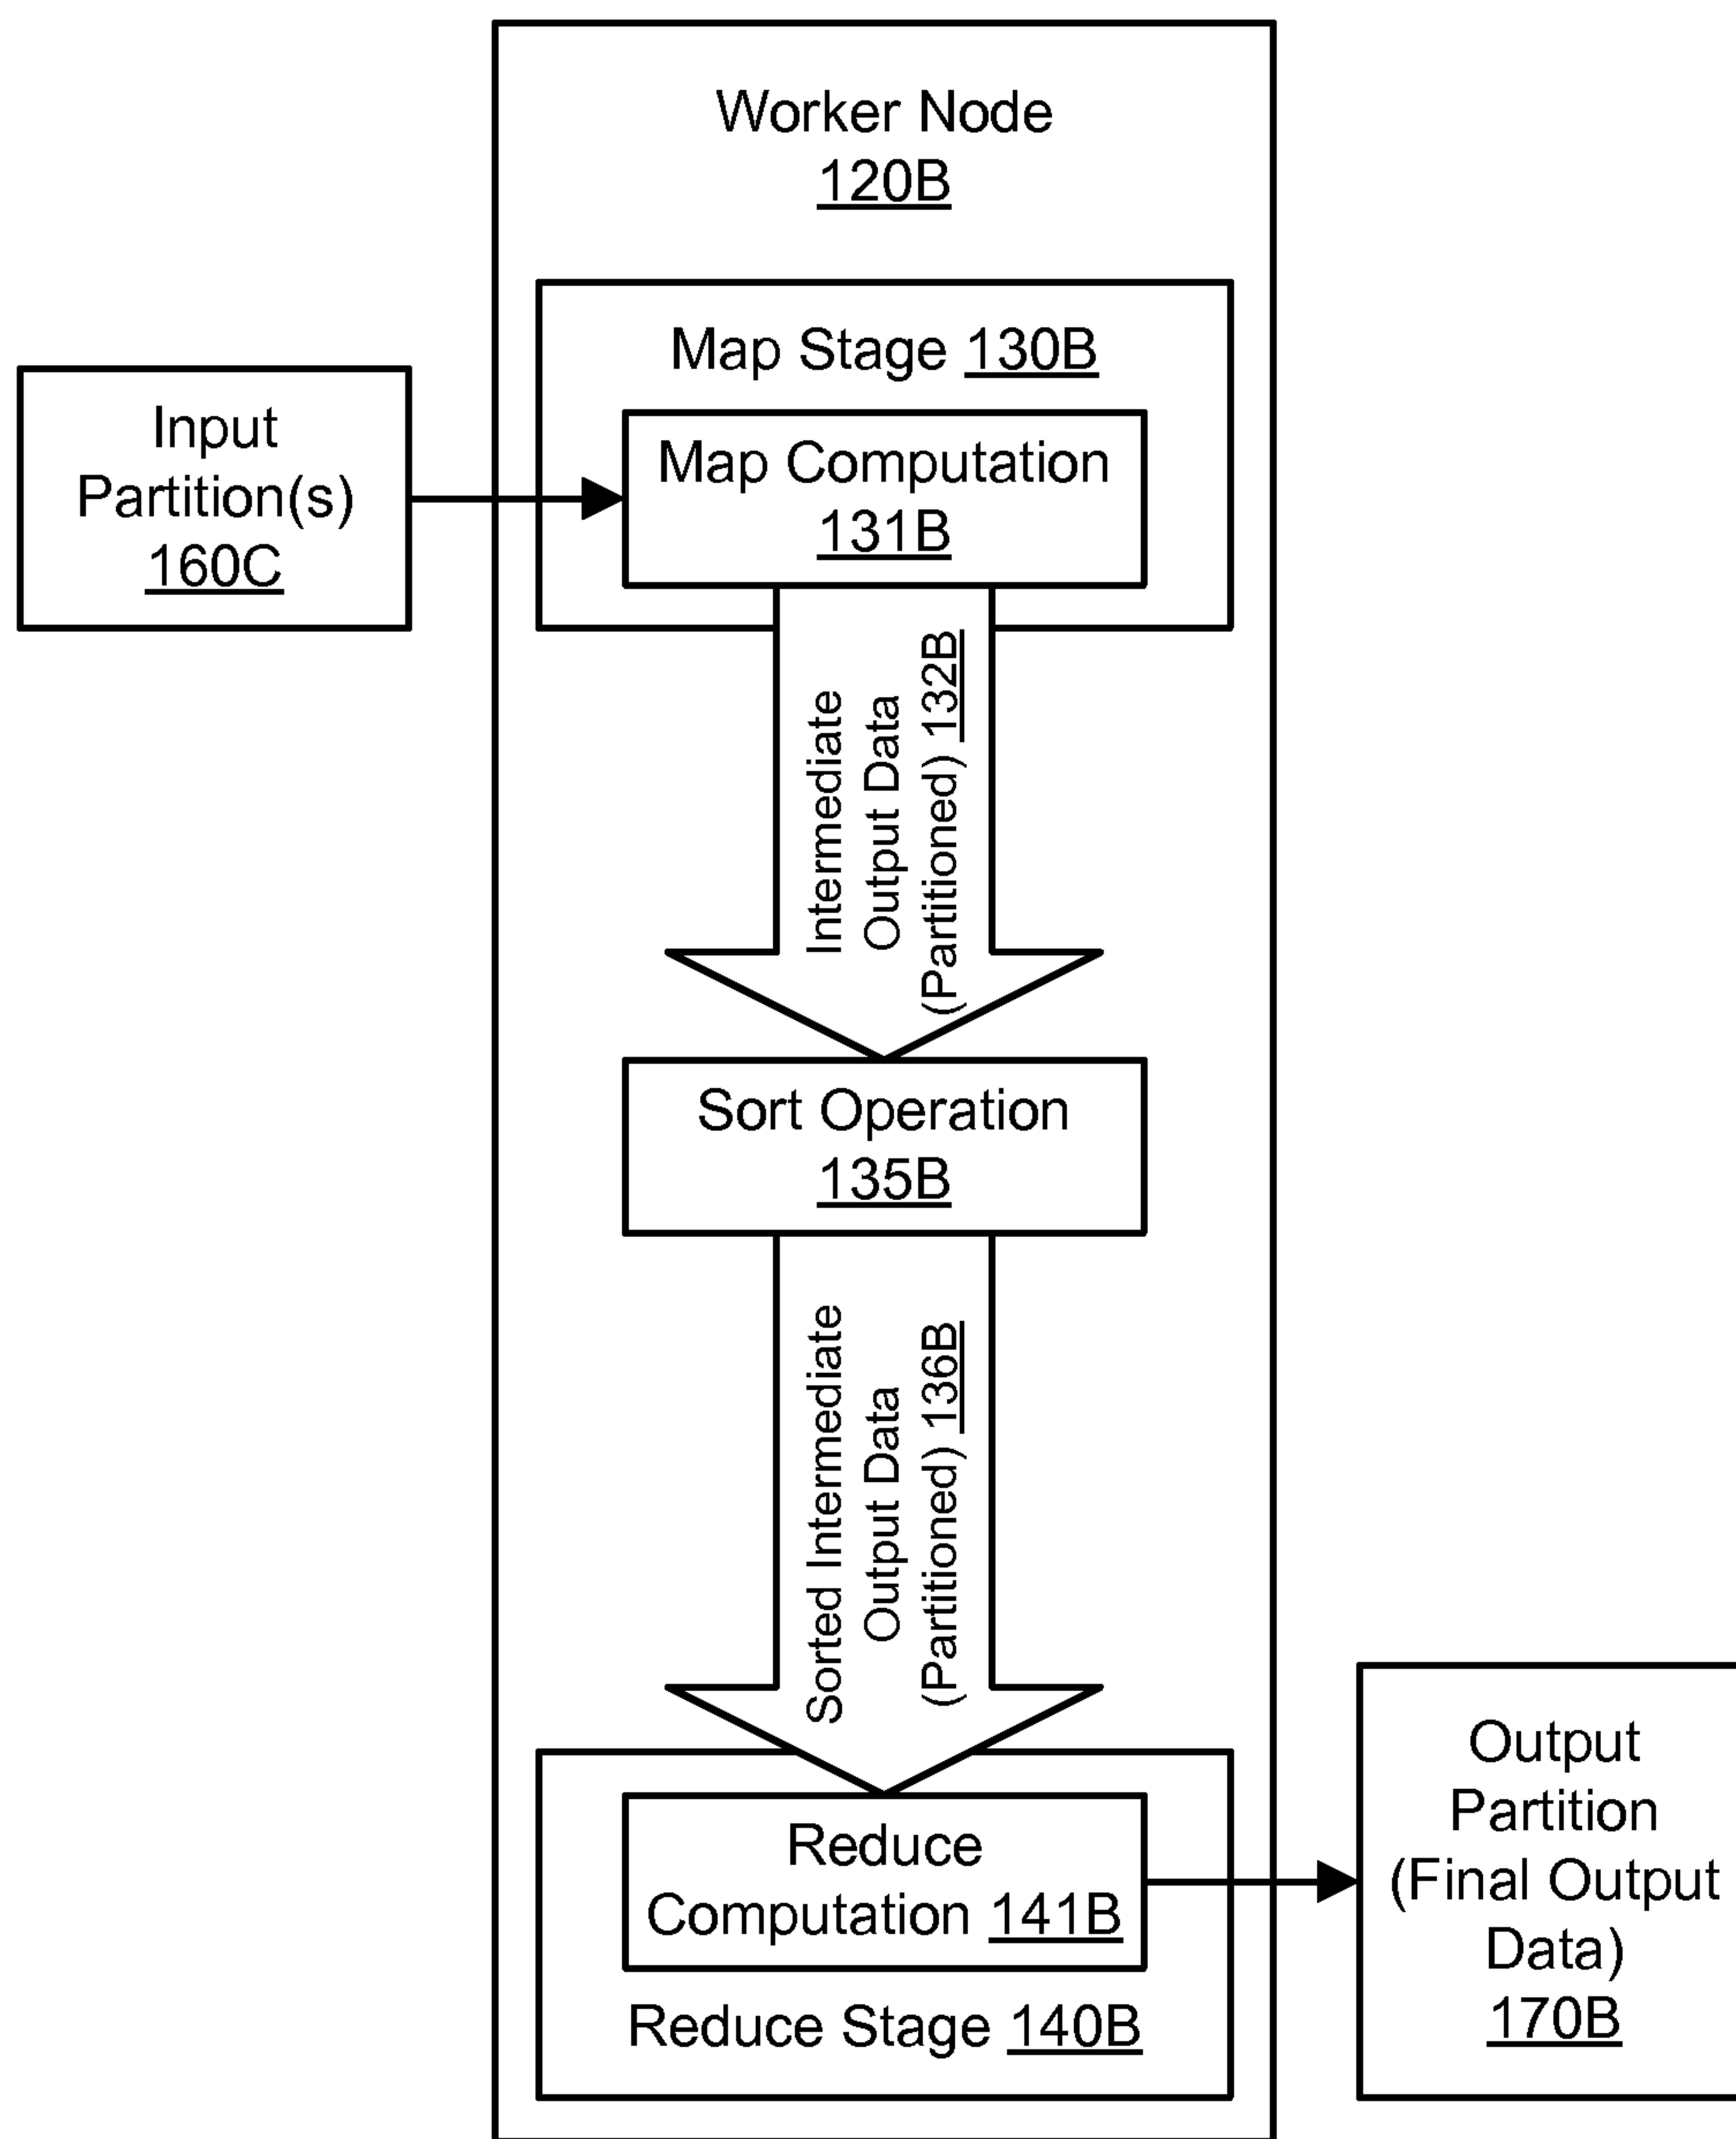 Worker Node
120B
Map Stage 130B
Input
Partition(s)
160C
Map Computation
131B
Intermediate
Output Data
(Partitioned) 132B
Sort Operation
135B
Sorted Intermediate
Output Data
(Partitioned) 136B
Reduce
Computation 141B
Reduce Stage 140B
Output
Partition
(Final Output
Data)
170B